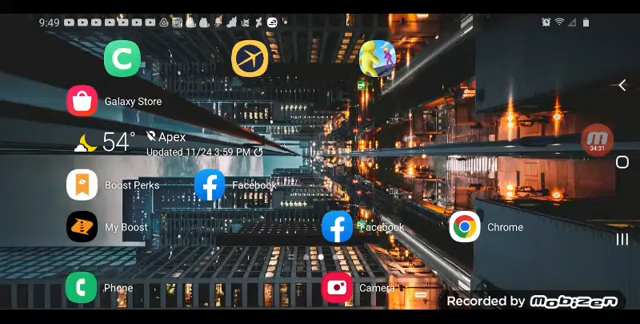 9:49
Galaxy Store
54°
Apex
Updated 11/24 3:59 PM
34:31
Boost Perks
Facebook
My Boost
Facebook
Chrome
Phone
Camera
Recorded by Mobizen